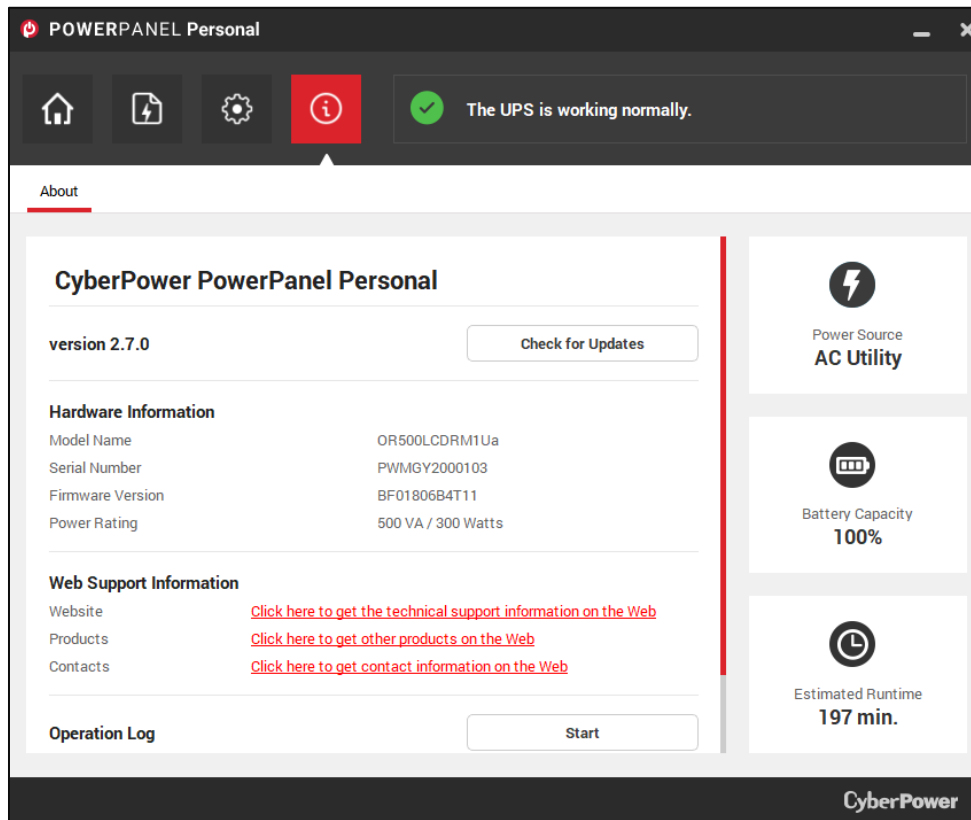 POWERPANEL Personal
The UPS is working normally.
About
CyberPower PowerPanel Personal
version 2.7.0
Check for Updates
Hardware Information
Model Name OR500LCDRM1Ua
Serial Number PWMGY2000103
Firmware Version BF01806B4T11
Power Rating 500 VA / 300 Watts
Web Support Information
Website Click here to get the technical support information on the Web
Products Click here to get other products on the Web
Contacts Click here to get contact information on the Web
Operation Log Start
Power Source
AC Utility
Battery Capacity
100%
Estimated Runtime
197 min.
CyberPower